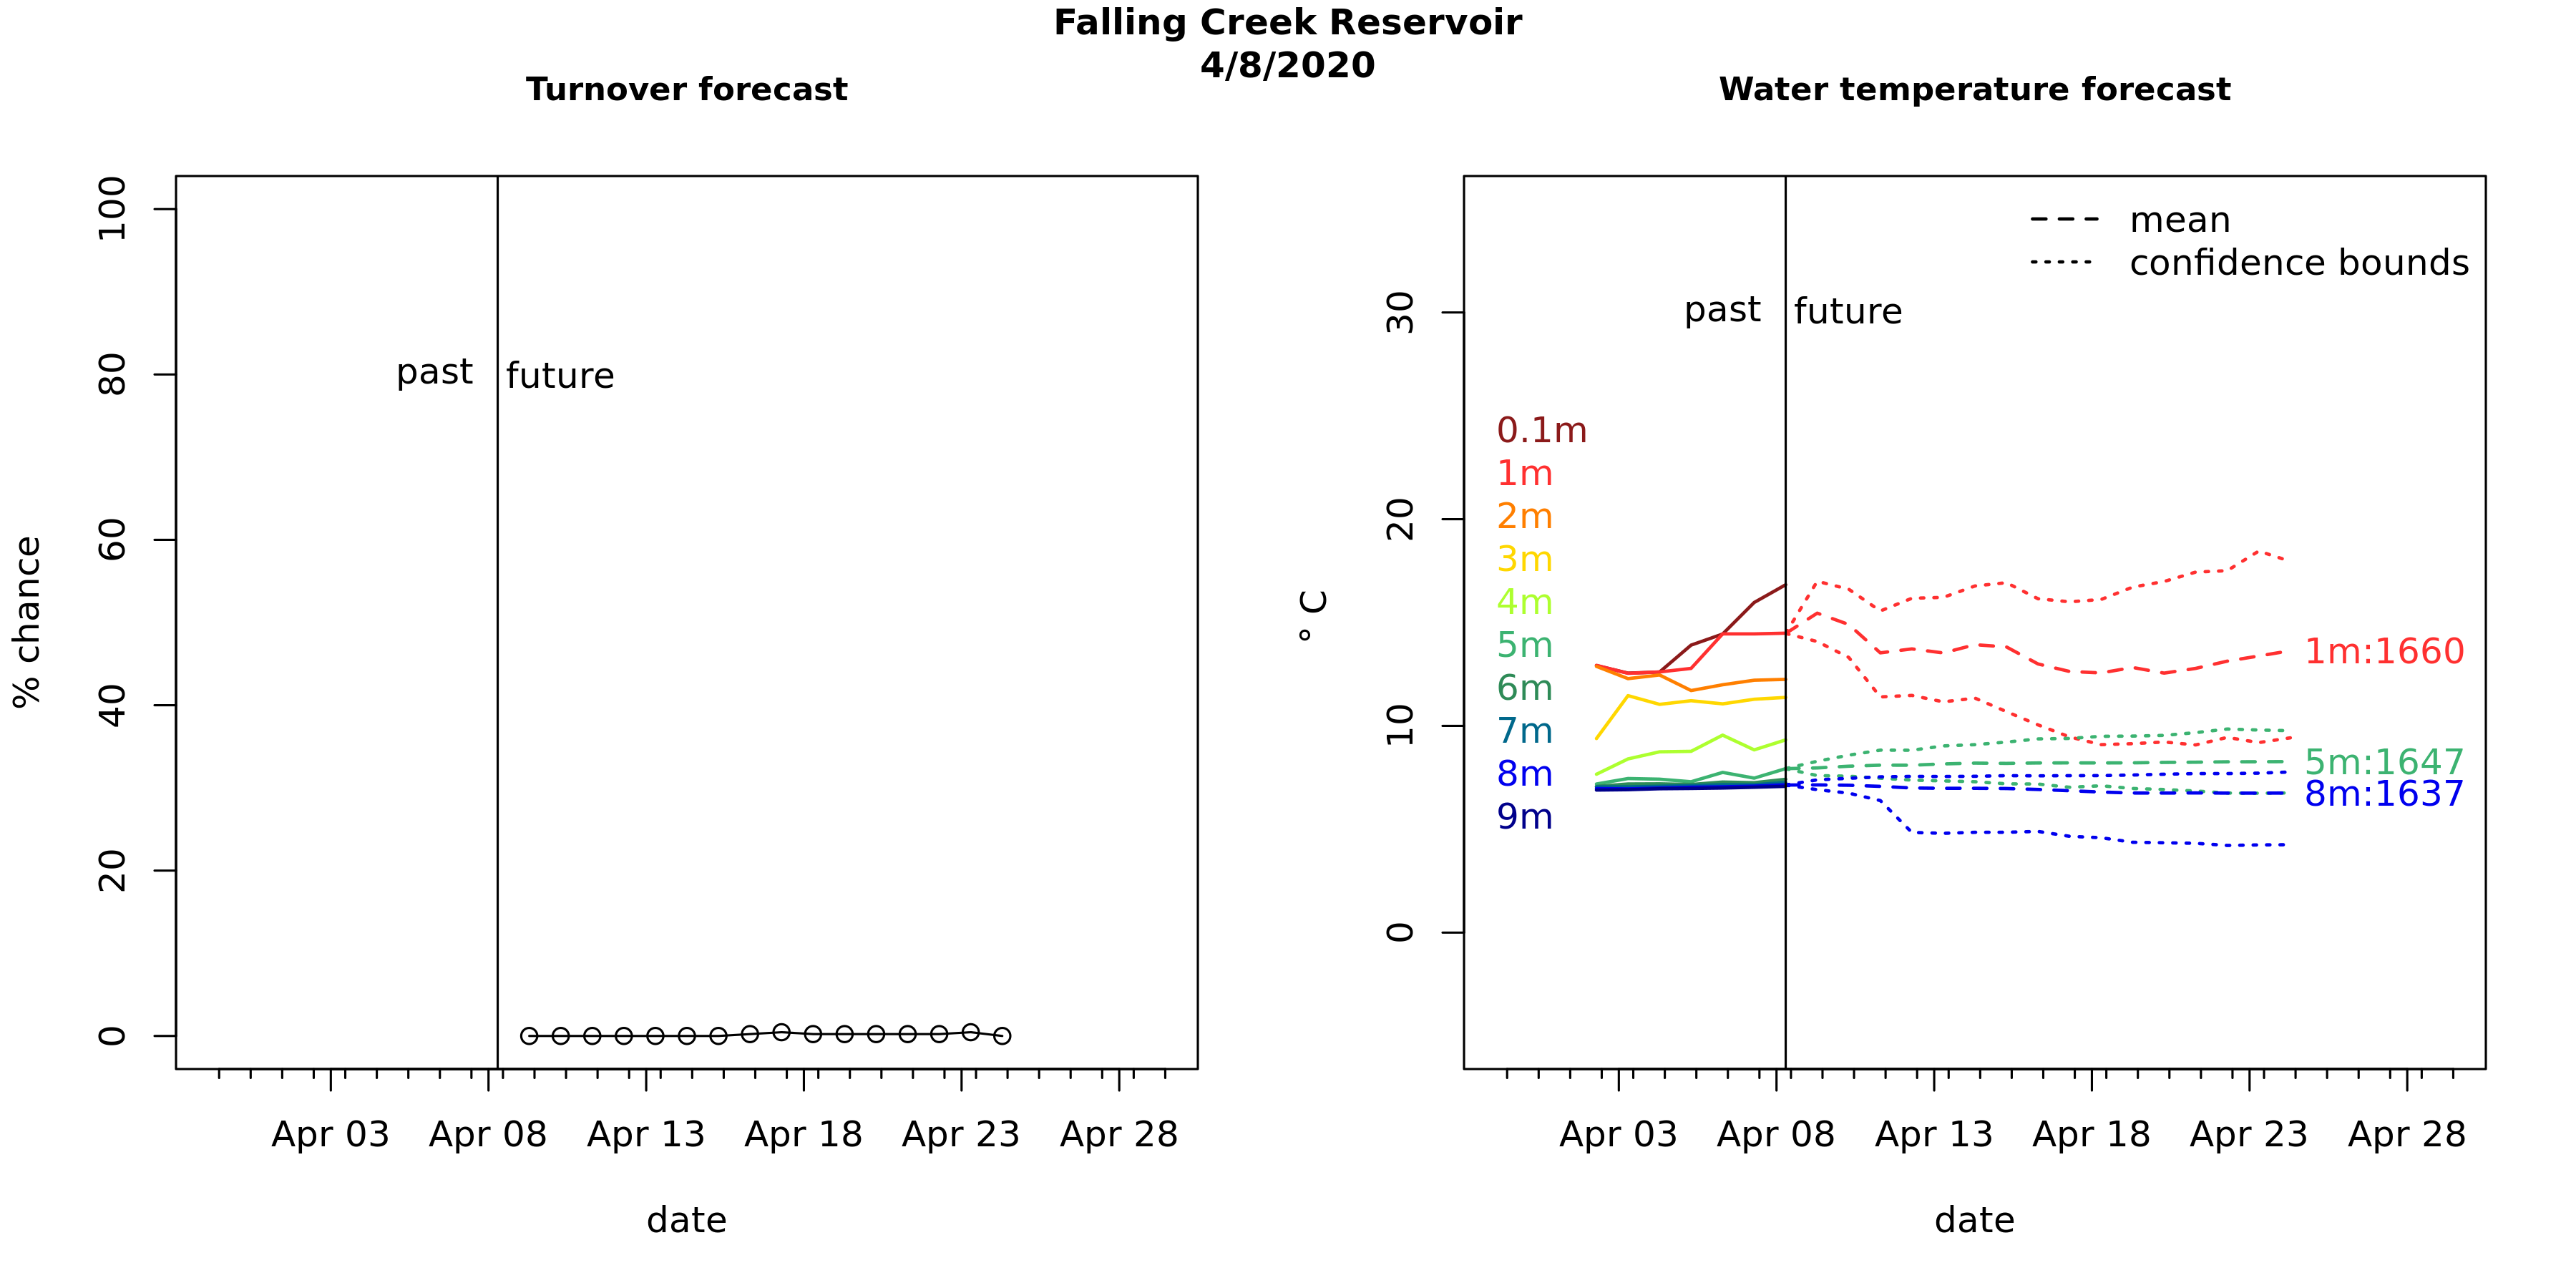 Falling Creek Reservoir
4/8/2020
Turnover forecast
% chance
100
80
60
40
20
0
past
future
Apr 03
Apr 08
Apr 13
Apr 18
Apr 23
Apr 28
date
Water temperature forecast
° C
30
20
10
0
mean
confidence bounds
past
future
0.1m
1m
2m
3m
4m
5m
6m
7m
8m
9m
1m:1660
5m:1647
8m:1637
Apr 03
Apr 08
Apr 13
Apr 18
Apr 23
Apr 28
date